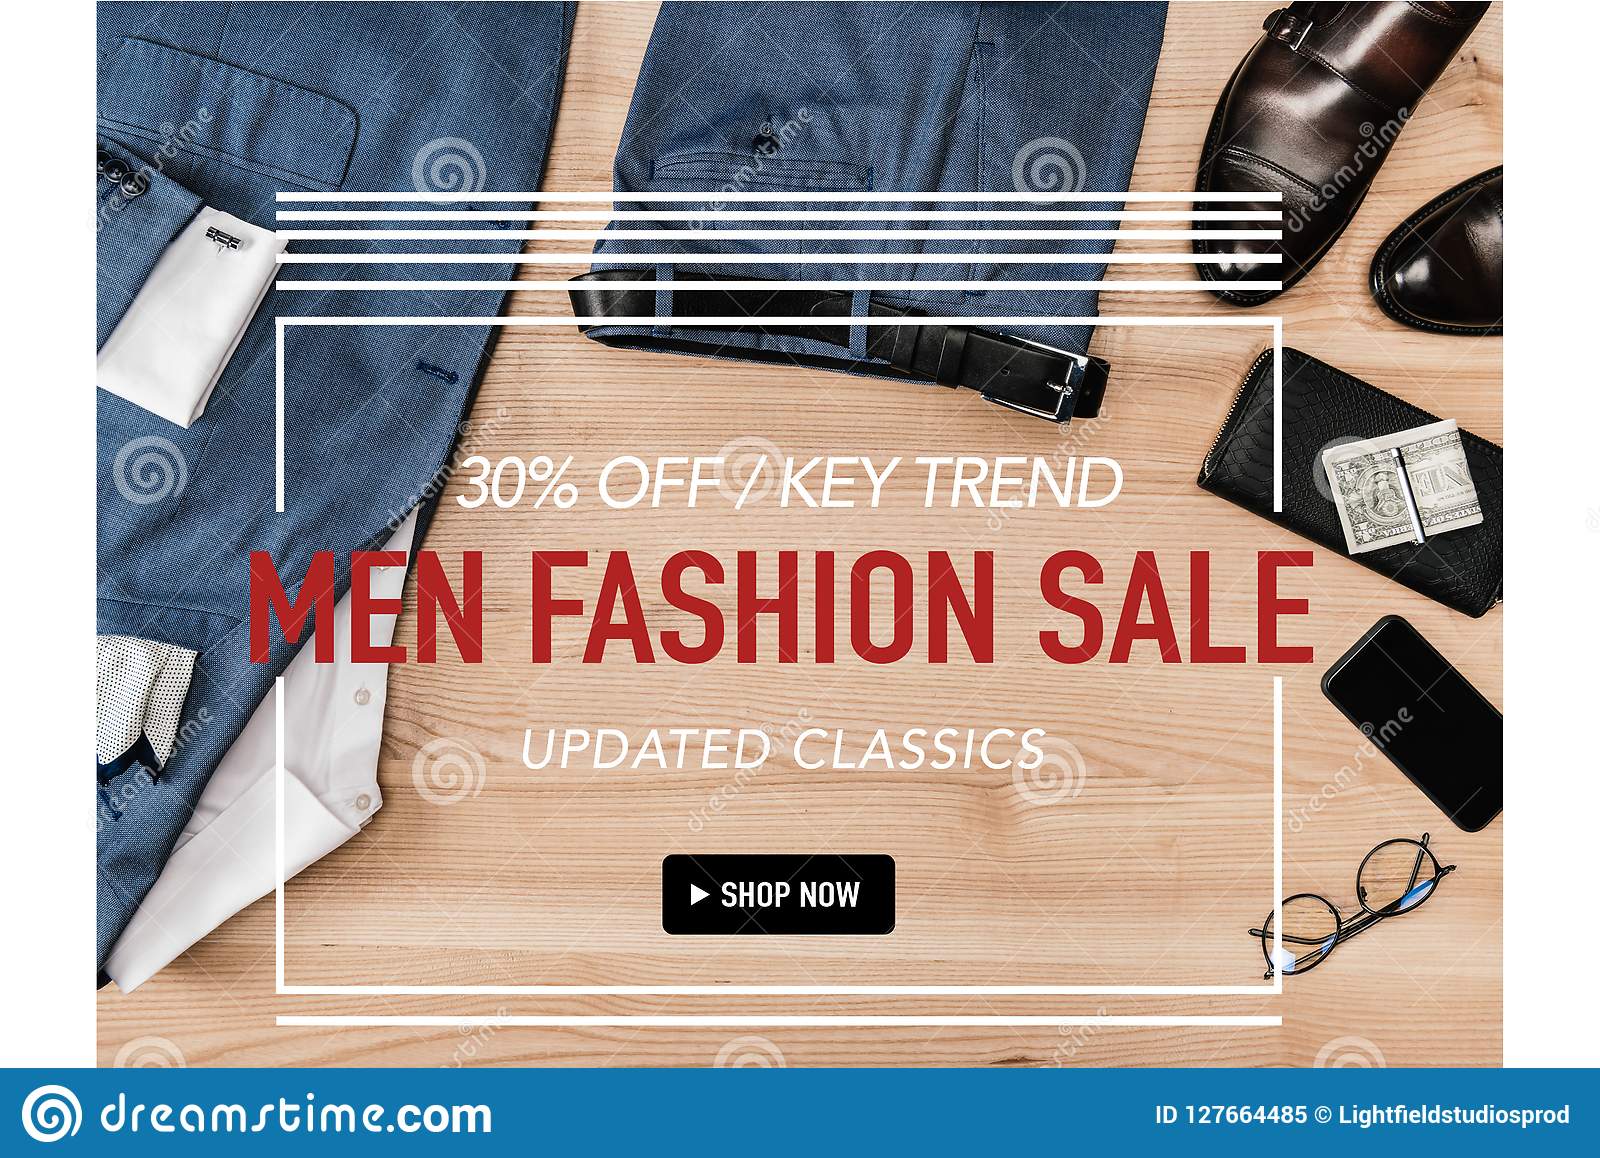 30% OFF / KEY TREND
MEN FASHION SALE
UPDATED CLASSICS
SHOP NOW
dreamstime.com
ID 127664485 © Lightfieldstudiosprod